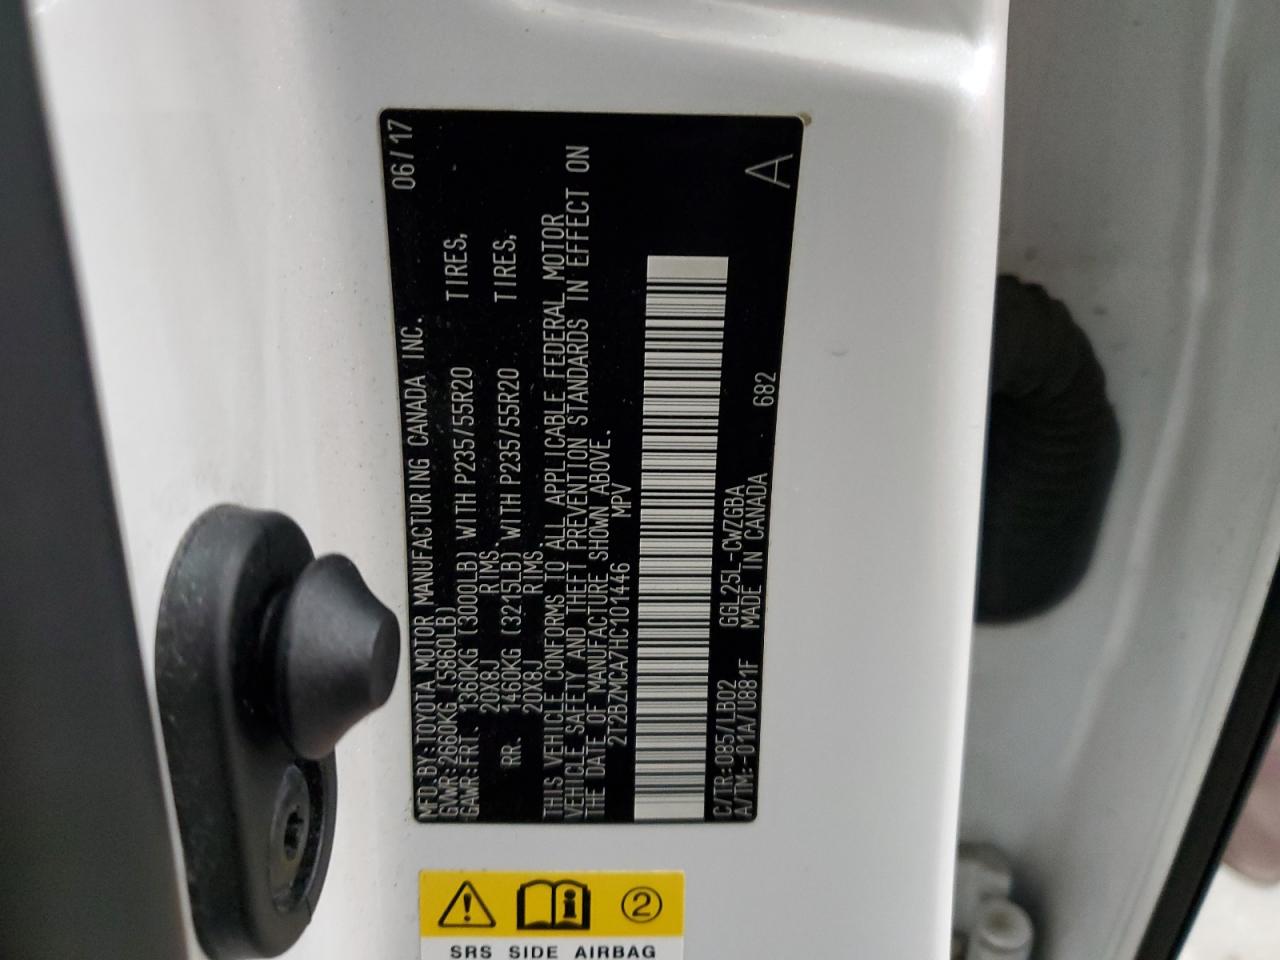 MFD.BY:TOYOTA MOTOR MANUFACTURING CANADA INC. 06/17
GVWR:2660KG (5860LB)
GAWR:FRT. 1360KG (3000LB) WITH P235/55R20 TIRES,
20X8J RIMS.
RR. 1460KG (3215LB) WITH P235/55R20 TIRES,
20X8J RIMS.
THIS VEHICLE CONFORMS TO ALL APPLICABLE FEDERAL MOTOR
VEHICLE SAFETY AND THEFT PREVENTION STANDARDS IN EFFECT ON
THE DATE OF MANUFACTURE SHOWN ABOVE.
2T2BZMCA7HC101446 MPV
C/TR:085/LB02 GGL25L-CWZGBA
A/TM:-01A/U881F MADE IN CANADA 682
A
2
SRS SIDE AIRBAG